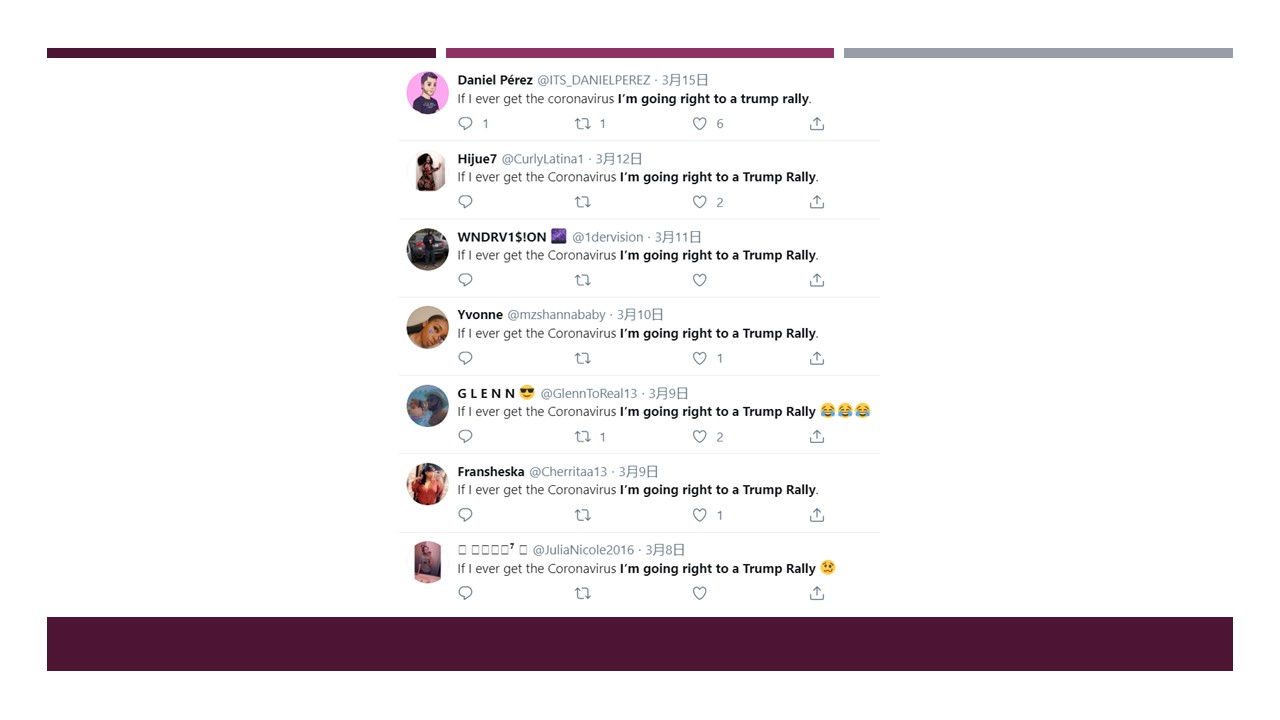 Daniel Pérez @ITS_DANIELPEREZ · 3月15日
If I ever get the coronavirus I’m going right to a trump rally.
1 1 6
Hijue7 @CurlyLatina1 · 3月12日
If I ever get the Coronavirus I’m going right to a Trump Rally.
2
WNDRV1$!ON 🌌 @1dervision · 3月11日
If I ever get the Coronavirus I’m going right to a Trump Rally.
Yvonne @mzshannababy · 3月10日
If I ever get the Coronavirus I’m going right to a Trump Rally.
1
G L E N N 😎 @GlennToReal13 · 3月9日
If I ever get the Coronavirus I’m going right to a Trump Rally 😂😂😂
1 2
Fransheska @Cherritaa13 · 3月9日
If I ever get the Coronavirus I’m going right to a Trump Rally.
1
□ □□□□⁷ □ @JuliaNicole2016 · 3月8日
If I ever get the Coronavirus I’m going right to a Trump Rally 🥴